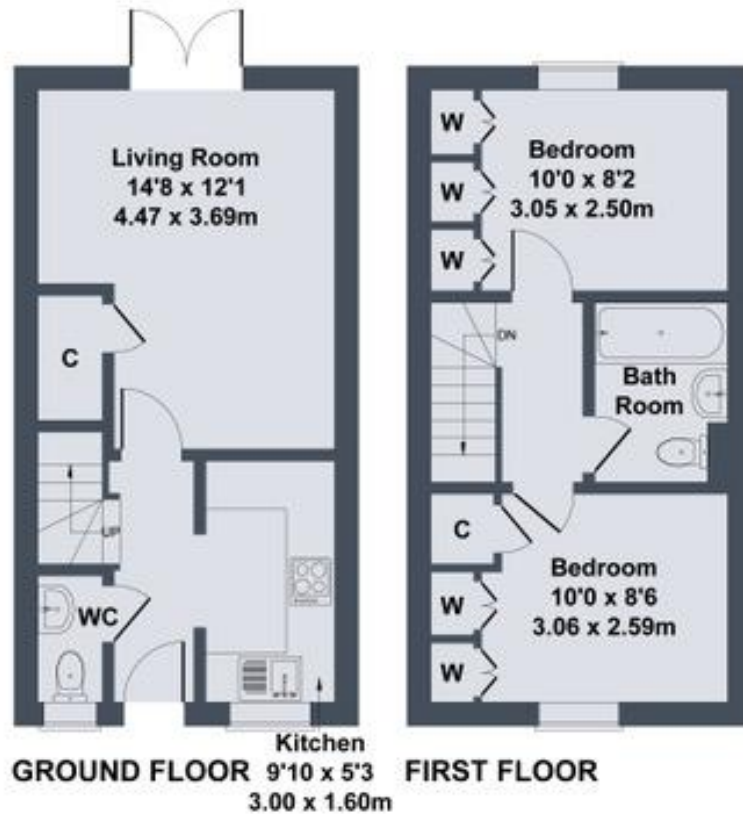 Living Room
14'8 x 12'1
4.47 x 3.69m
C
UP
WC
GROUND FLOOR
Kitchen
9'10 x 5'3
3.00 x 1.60m
W
W
W
Bedroom
10'0 x 8'2
3.05 x 2.50m
DN
Bath
Room
C
W
W
Bedroom
10'0 x 8'6
3.06 x 2.59m
FIRST FLOOR